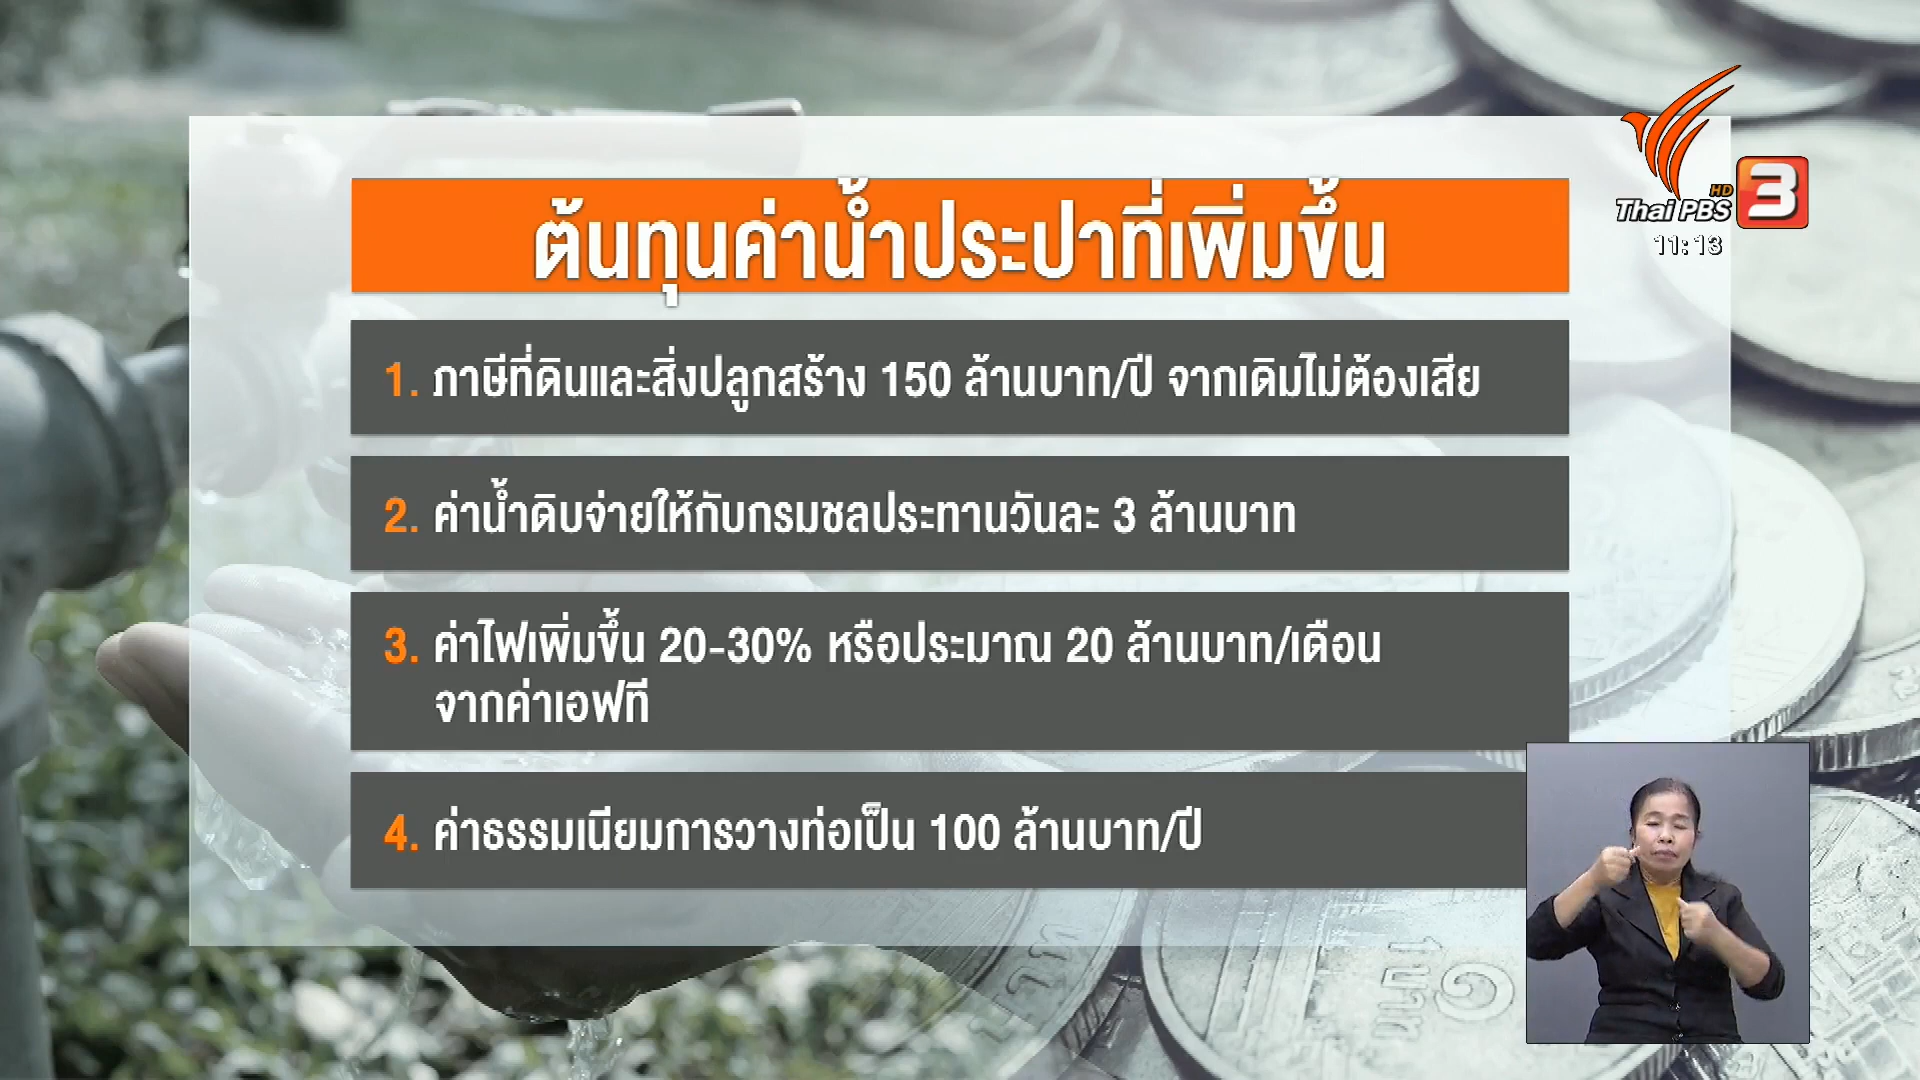 ต้นทุนค่าน้ำประปาที่เพิ่มขึ้น
1. ภาษีที่ดินและสิ่งปลูกสร้าง 150 ล้านบาท/ปี จากเดิมไม่ต้องเสีย
2. ค่าน้ำดิบจ่ายให้กับกรมชลประทานวันละ 3 ล้านบาท
3. ค่าไฟเพิ่มขึ้น 20-30% หรือประมาณ 20 ล้านบาท/เดือน
จากค่าเอฟที
4. ค่าธรรมเนียมการวางท่อเป็น 100 ล้านบาท/ปี
HD
Thai PBS 3
11:13
๑
1 บาท